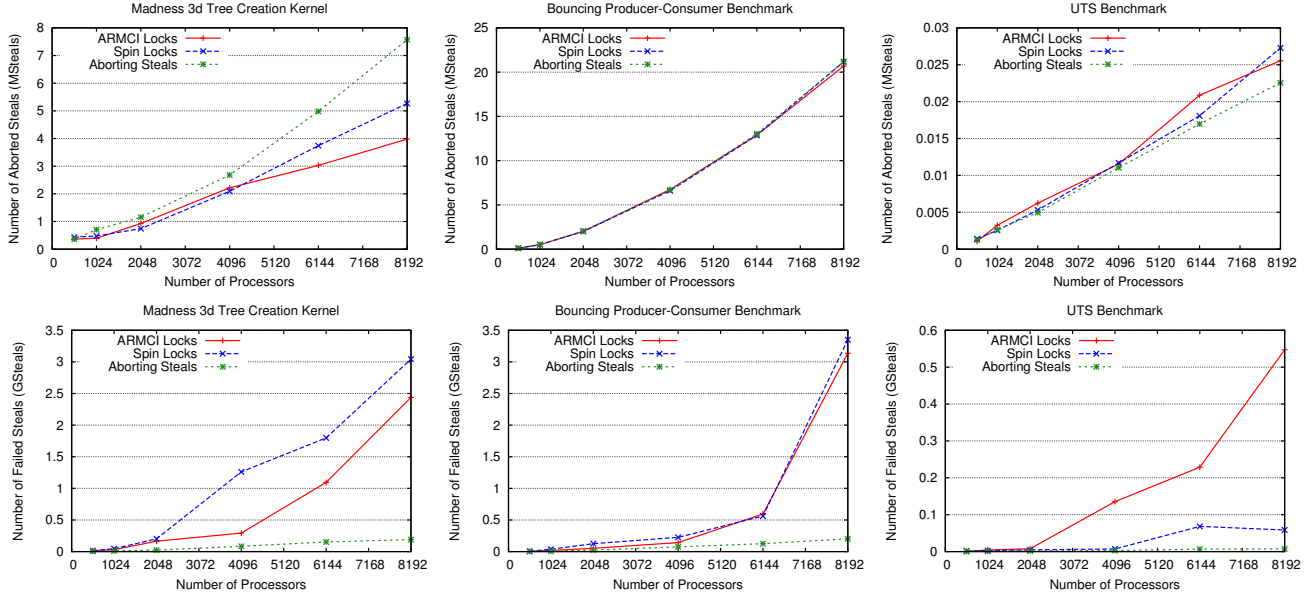 Madness 3d Tree Creation Kernel
Number of Aborted Steals (MSteals)
8
7
6
5
4
3
2
1
0
ARMCI Locks
Spin Locks
Aborting Steals
0 1024 2048 3072 4096 5120 6144 7168 8192
Number of Processors
Bouncing Producer-Consumer Benchmark
Number of Aborted Steals (MSteals)
25
20
15
10
5
0
ARMCI Locks
Spin Locks
Aborting Steals
0 1024 2048 3072 4096 5120 6144 7168 8192
Number of Processors
UTS Benchmark
Number of Aborted Steals (MSteals)
0.03
0.025
0.02
0.015
0.01
0.005
0
ARMCI Locks
Spin Locks
Aborting Steals
0 1024 2048 3072 4096 5120 6144 7168 8192
Number of Processors
Madness 3d Tree Creation Kernel
Number of Failed Steals (GSteals)
3.5
3
2.5
2
1.5
1
0.5
0
ARMCI Locks
Spin Locks
Aborting Steals
0 1024 2048 3072 4096 5120 6144 7168 8192
Number of Processors
Bouncing Producer-Consumer Benchmark
Number of Failed Steals (GSteals)
3.5
3
2.5
2
1.5
1
0.5
0
ARMCI Locks
Spin Locks
Aborting Steals
0 1024 2048 3072 4096 5120 6144 7168 8192
Number of Processors
UTS Benchmark
Number of Failed Steals (GSteals)
0.6
0.5
0.4
0.3
0.2
0.1
0
ARMCI Locks
Spin Locks
Aborting Steals
0 1024 2048 3072 4096 5120 6144 7168 8192
Number of Processors